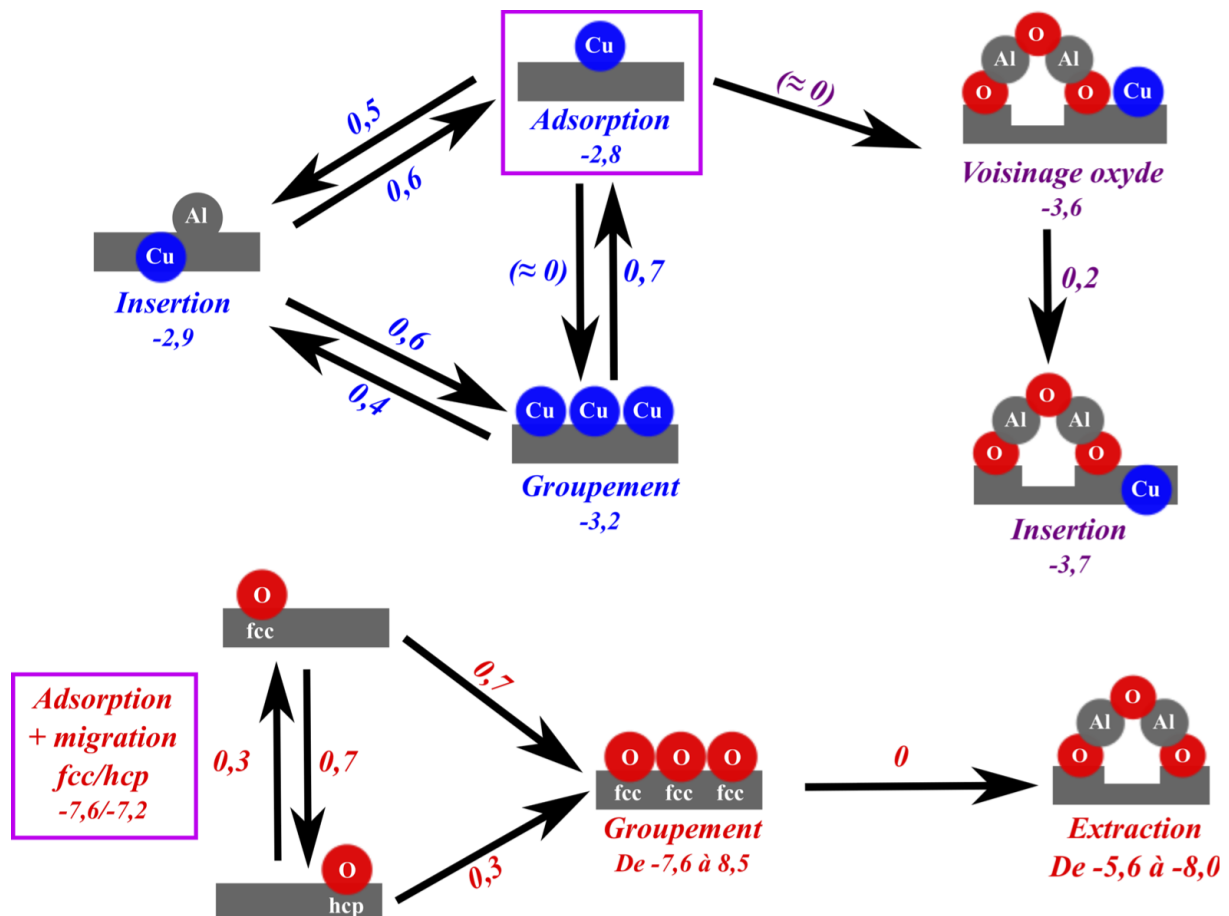 Cu
Adsorption
-2,8
0,5
0,6
Al
Cu
Insertion
-2,9
0,6
0,4
(≈ 0)
0,7
Cu Cu Cu
Groupement
-3,2
(≈ 0)
O
Al Al
O O Cu
Voisinage oxyde
-3,6
0,2
O
Al Al
O O
Cu
Insertion
-3,7
O
fcc
Adsorption
+ migration
fcc/hcp
-7,6/-7,2
0,3
0,7
O
hcp
0,7
0,3
O O O
fcc fcc fcc
Groupement
De -7,6 à 8,5
0
O
Al Al
O O
Extraction
De -5,6 à -8,0